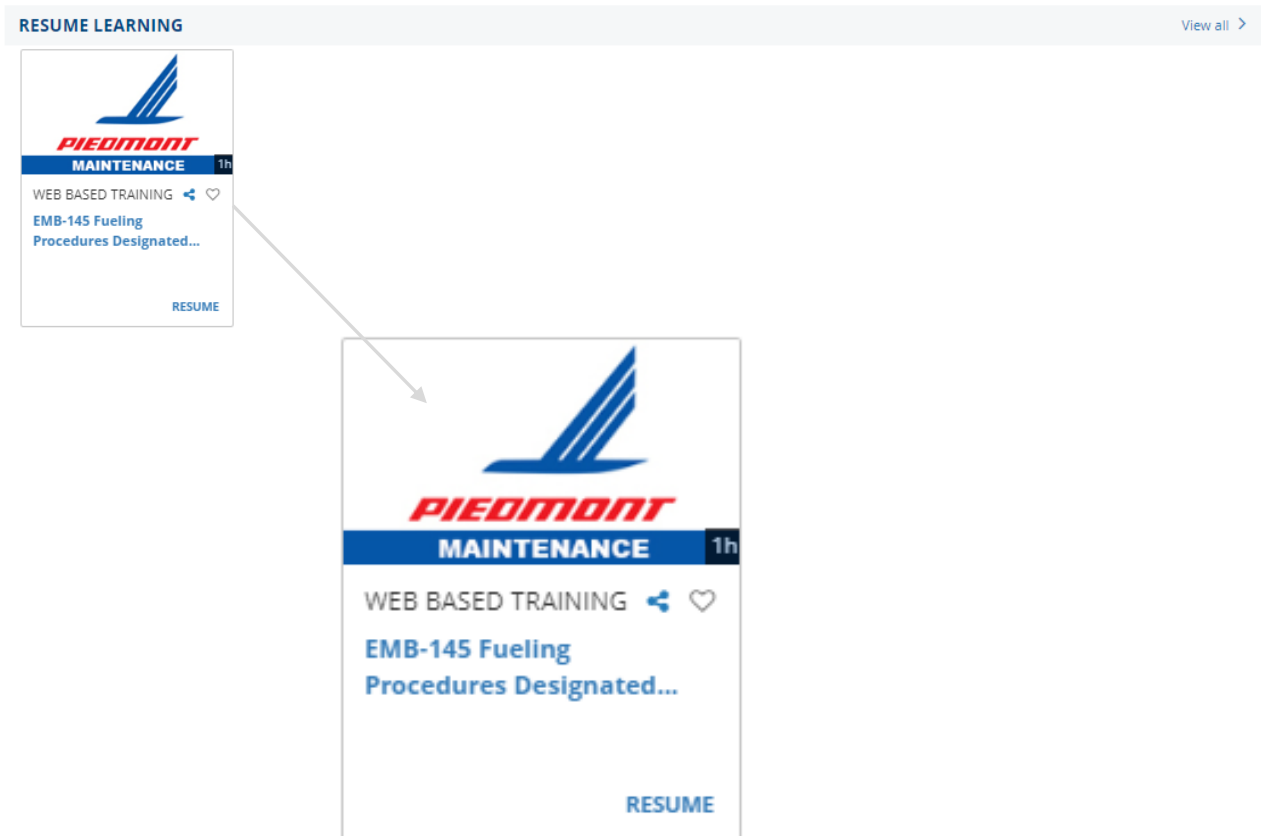 RESUME LEARNING
View all
PIEDMONT
MAINTENANCE
1h
WEB BASED TRAINING
EMB-145 Fueling
Procedures Designated...
RESUME
PIEDMONT
MAINTENANCE
1h
WEB BASED TRAINING
EMB-145 Fueling
Procedures Designated...
RESUME